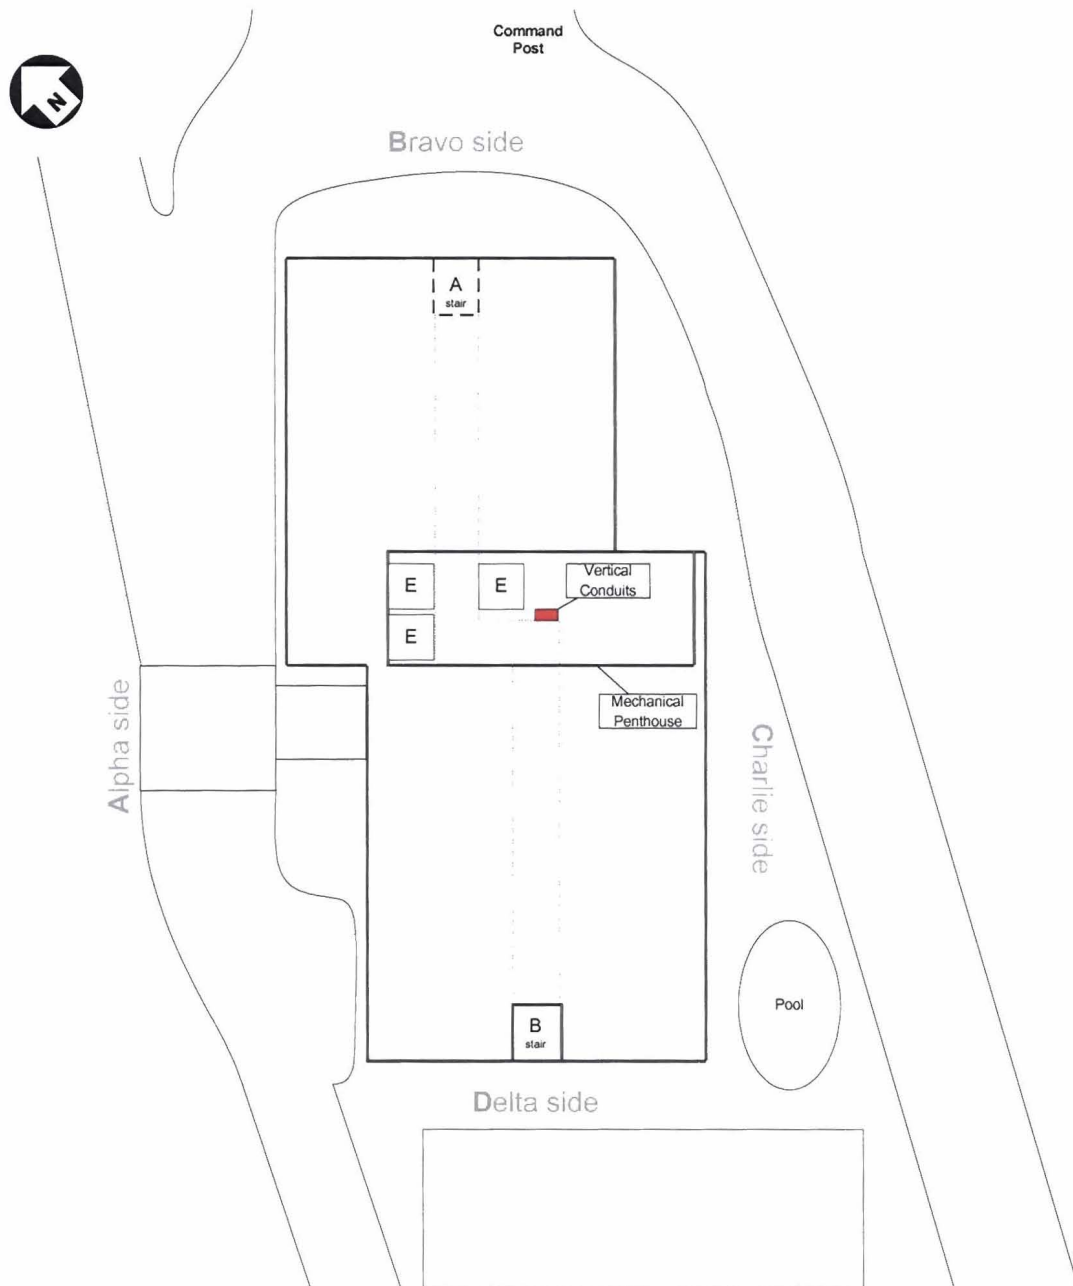 Command
Post
N
Bravo side
A
stair
E
E
Vertical
Conduits
E
Mechanical
Penthouse
Alpha side
Charlie side
Pool
B
stair
Delta side